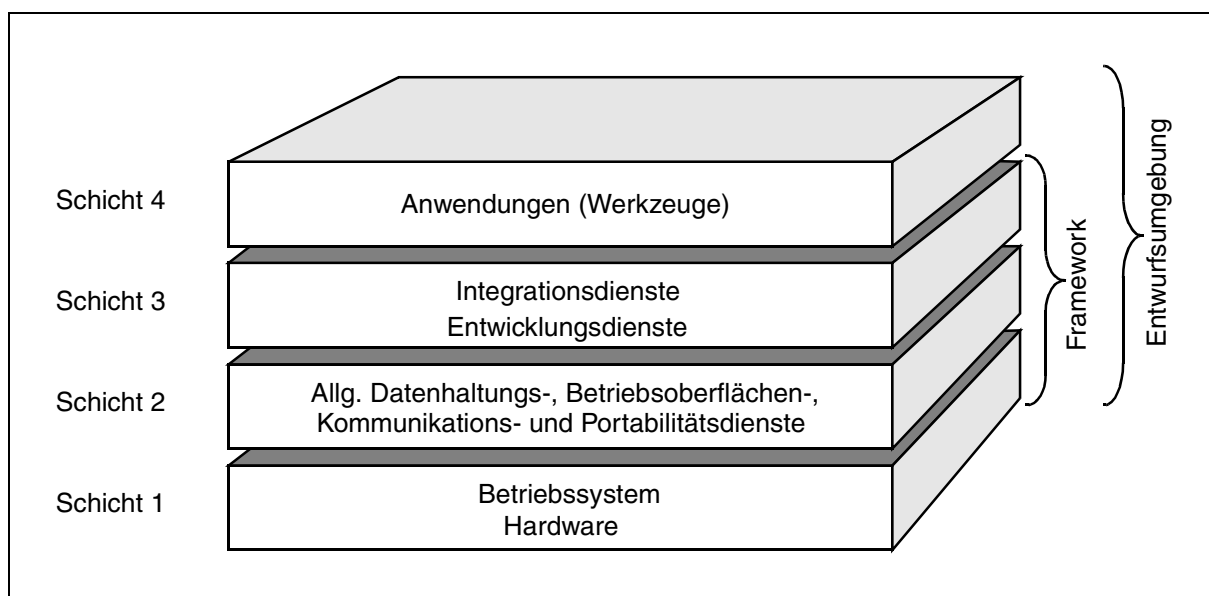 Schicht 4
Anwendungen (Werkzeuge)
Schicht 3
Integrationsdienste
Entwicklungsdienste
Schicht 2
Allg. Datenhaltungs-, Betriebsoberflächen-,
Kommunikations- und Portabilitätsdienste
Schicht 1
Betriebssystem
Hardware
Framework
Entwurfsumgebung